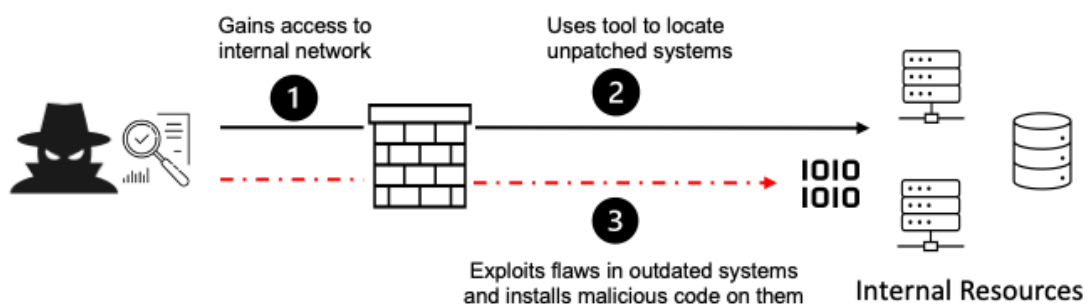 Gains access to
internal network
1
Uses tool to locate
unpatched systems
2
1010
1010
3
Exploits flaws in outdated systems
and installs malicious code on them
Internal Resources